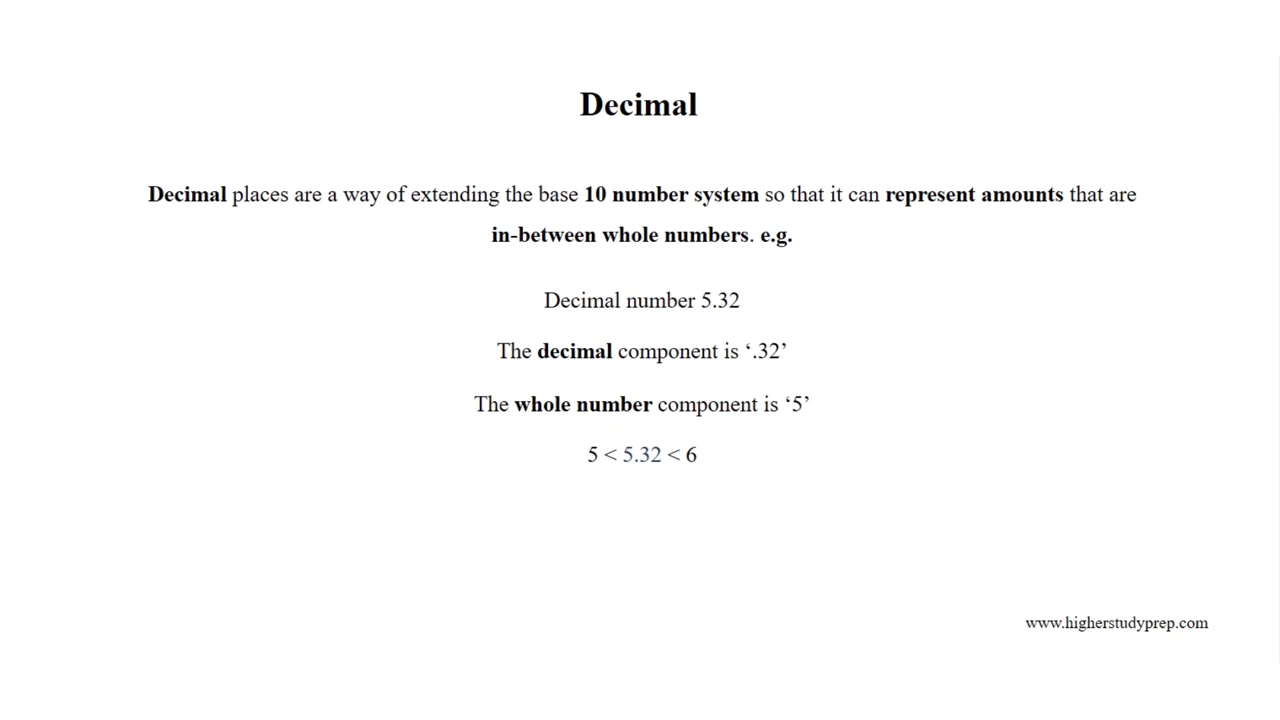 Decimal
Decimal places are a way of extending the base 10 number system so that it can represent amounts that are
in-between whole numbers. e.g.
Decimal number 5.32
The decimal component is ‘.32’
The whole number component is ‘5’
5 < 5.32 < 6
www.higherstudyprep.com